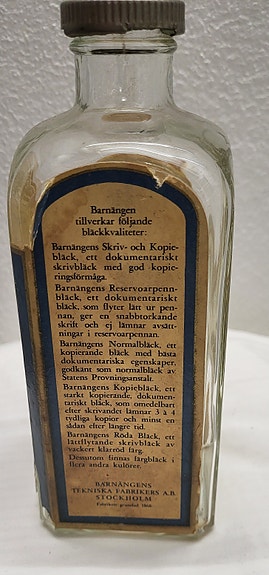 Barnängen
tillverkar följande
bläckkvaliteter:
Barnängens Skriv- och Kopie-
bläck, ett dokumentariskt
skrivbläck med god kopie-
ringsförmåga.
Barnängens Reservoarpenn-
bläck, ett dokumentariskt
bläck, som flyter lätt ur pen-
nan, ger en snabbtorkande
skrift och ej lämnar avsätt-
ningar i reservoarpennan.
Barnängens Normalbläck, ett
kopierande bläck med bästa
dokumentariska egenskaper,
godkänt som normalbläck av
Statens Provningsanstalt.
Barnängens Kopiebläck, ett
starkt kopierande, dokumen-
tariskt bläck, som omedelbart
efter skrivandet lämnar 3 à 4
tydliga kopior och minst en
sådan efter längre tid.
Barnängens Röda Bläck, ett
lättflytande skrivbläck av
vackert klarröd färg.
Dessutom finnas färgbläck i
flera andra kulörer.
BARNÄNGENS
TEKNISKA FABRIKERS A.B.
STOCKHOLM
Fabriken grundad 1868